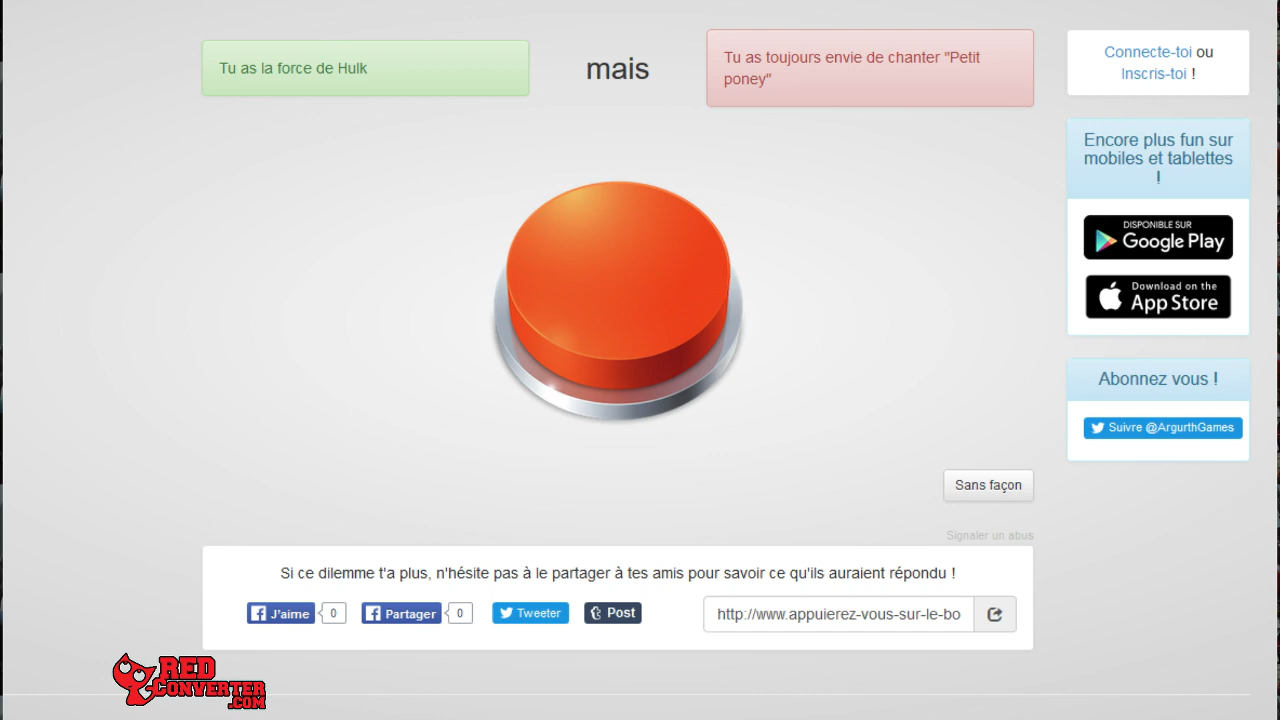 Tu as la force de Hulk
mais
Tu as toujours envie de chanter "Petit
poney"
Connecte-toi ou
Inscris-toi !
Encore plus fun sur
mobiles et tablettes
!
DISPONIBLE SUR
Google Play
Download on the
App Store
Abonnez vous !
Suivre @ArgurthGames
Sans façon
Signaler un abus
Si ce dilemme t'a plus, n'hésite pas à le partager à tes amis pour savoir ce qu'ils auraient répondu !
J'aime 0 Partager 0 Tweeter Post http://www.appuierez-vous-sur-le-bo
RED
CONVERTER
.COM